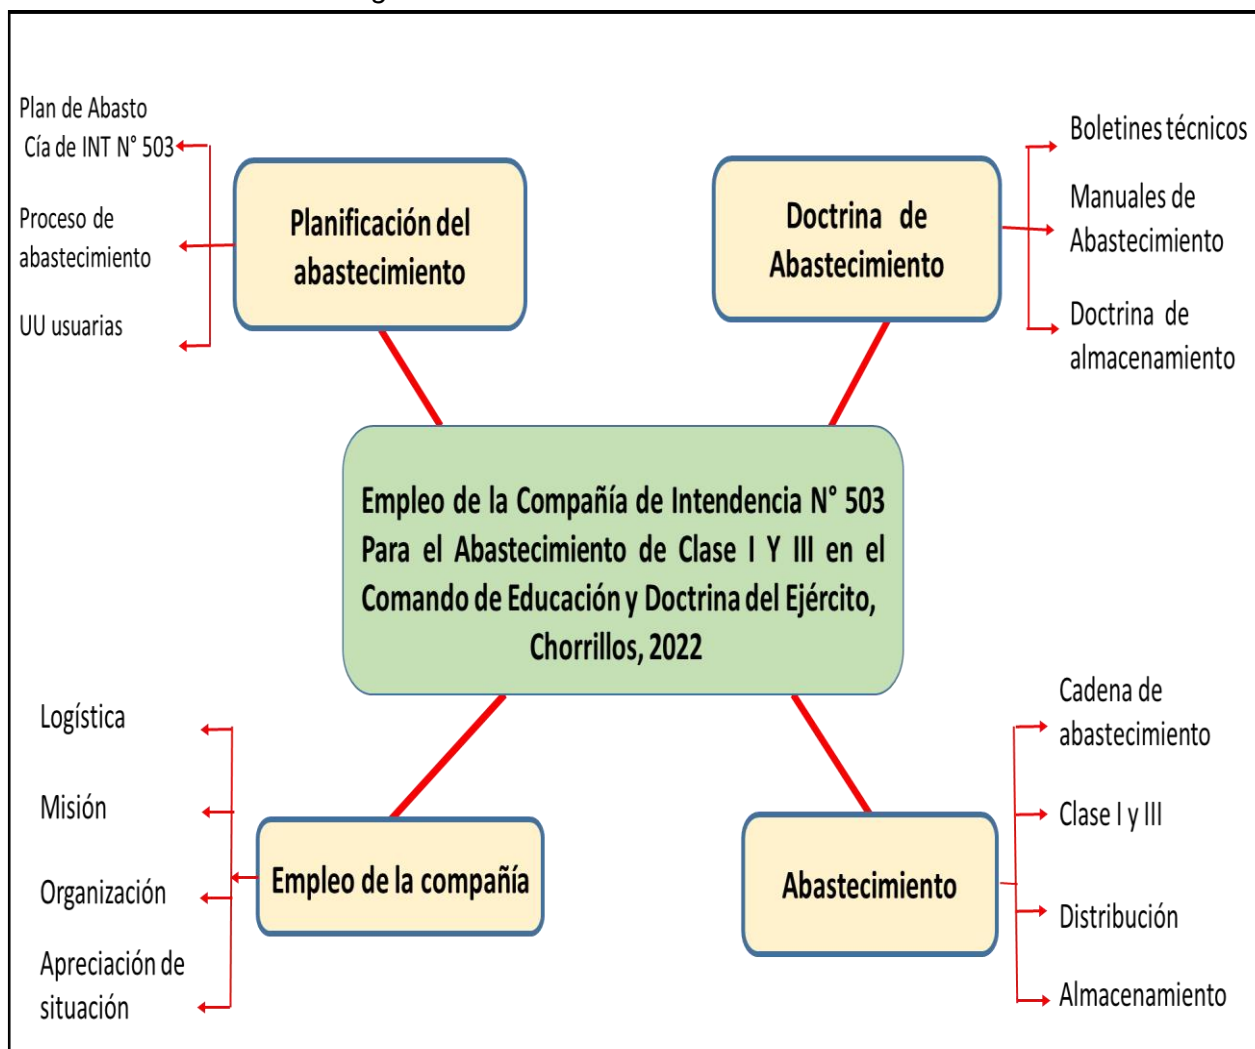 Plan de Abasto
Cía de INT N° 503
Proceso de
abastecimiento
UU usuarias
Planificación del
abastecimiento
Doctrina de
Abastecimiento
Boletines técnicos
Manuales de
Abastecimiento
Doctrina de
almacenamiento
Empleo de la Compañía de Intendencia N° 503
Para el Abastecimiento de Clase I Y III en el
Comando de Educación y Doctrina del Ejército,
Chorrillos, 2022
Logística
Misión
Organización
Apreciación de
situación
Empleo de la compañía
Abastecimiento
Cadena de
abastecimiento
Clase I y III
Distribución
Almacenamiento